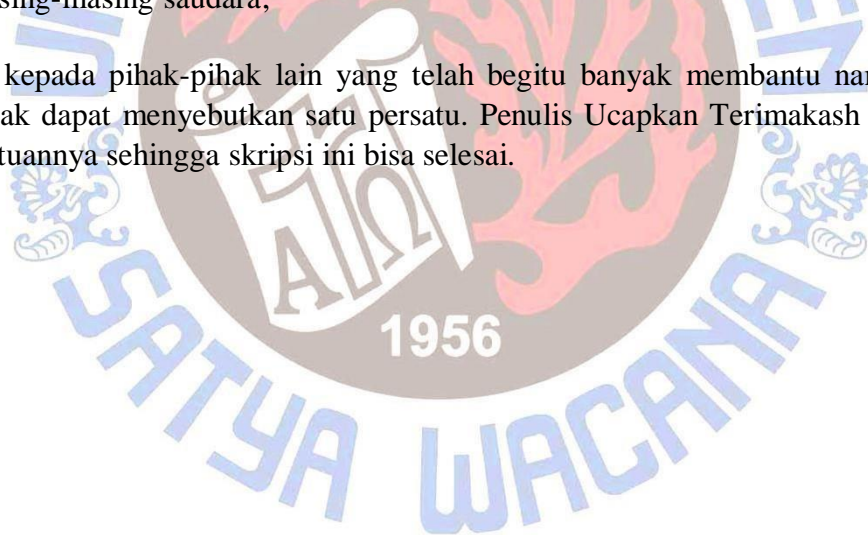 sing-masing saudara;
kepada pihak-pihak lain yang telah begitu banyak membantu
ak dapat menyebutkan satu persatu. Penulis Ucapkan Terimakash
tuannya sehingga skripsi ini bisa selesai.
ΑΩ
1956
SATYA WACANA